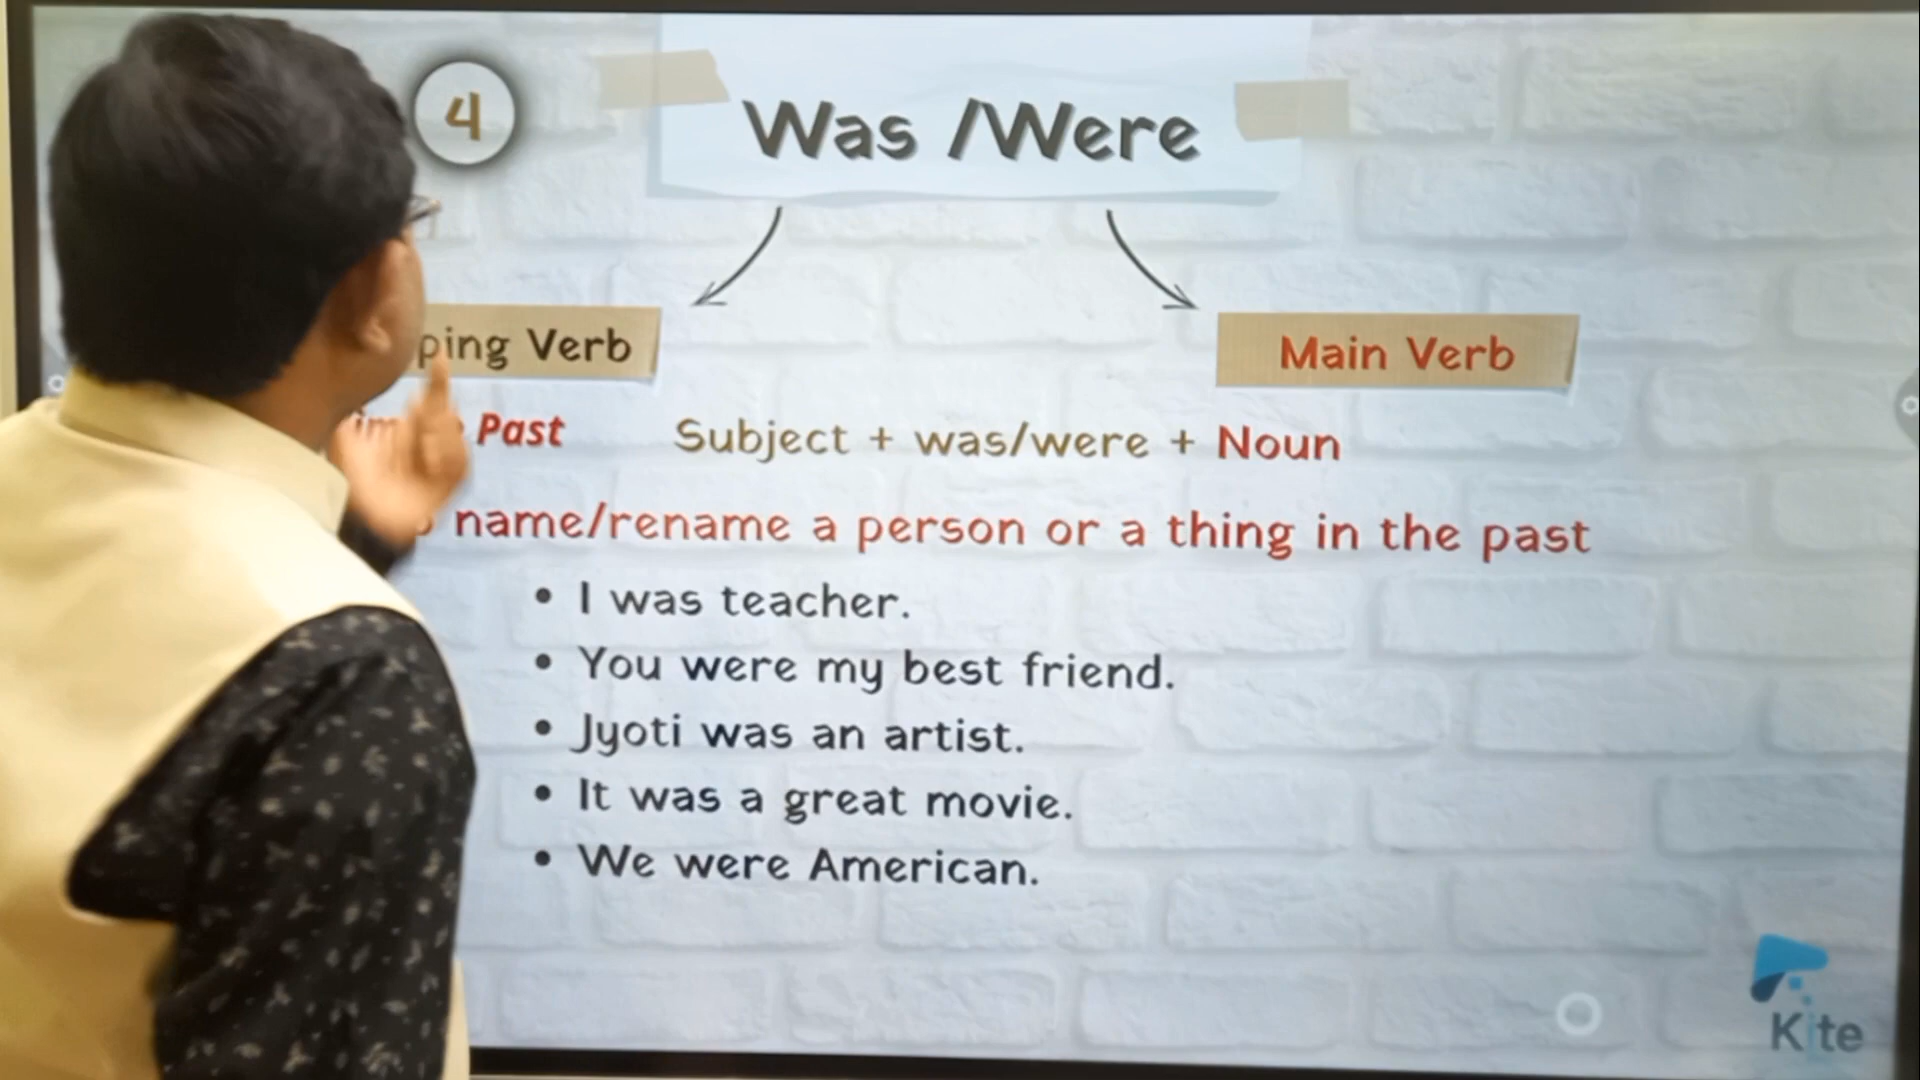 4
Was /Were
ping Verb
Main Verb
Past
Subject + was/were + Noun
name/rename a person or a thing in the past
• I was teacher.
• You were my best friend.
• Jyoti was an artist.
• It was a great movie.
• We were American.
Kite